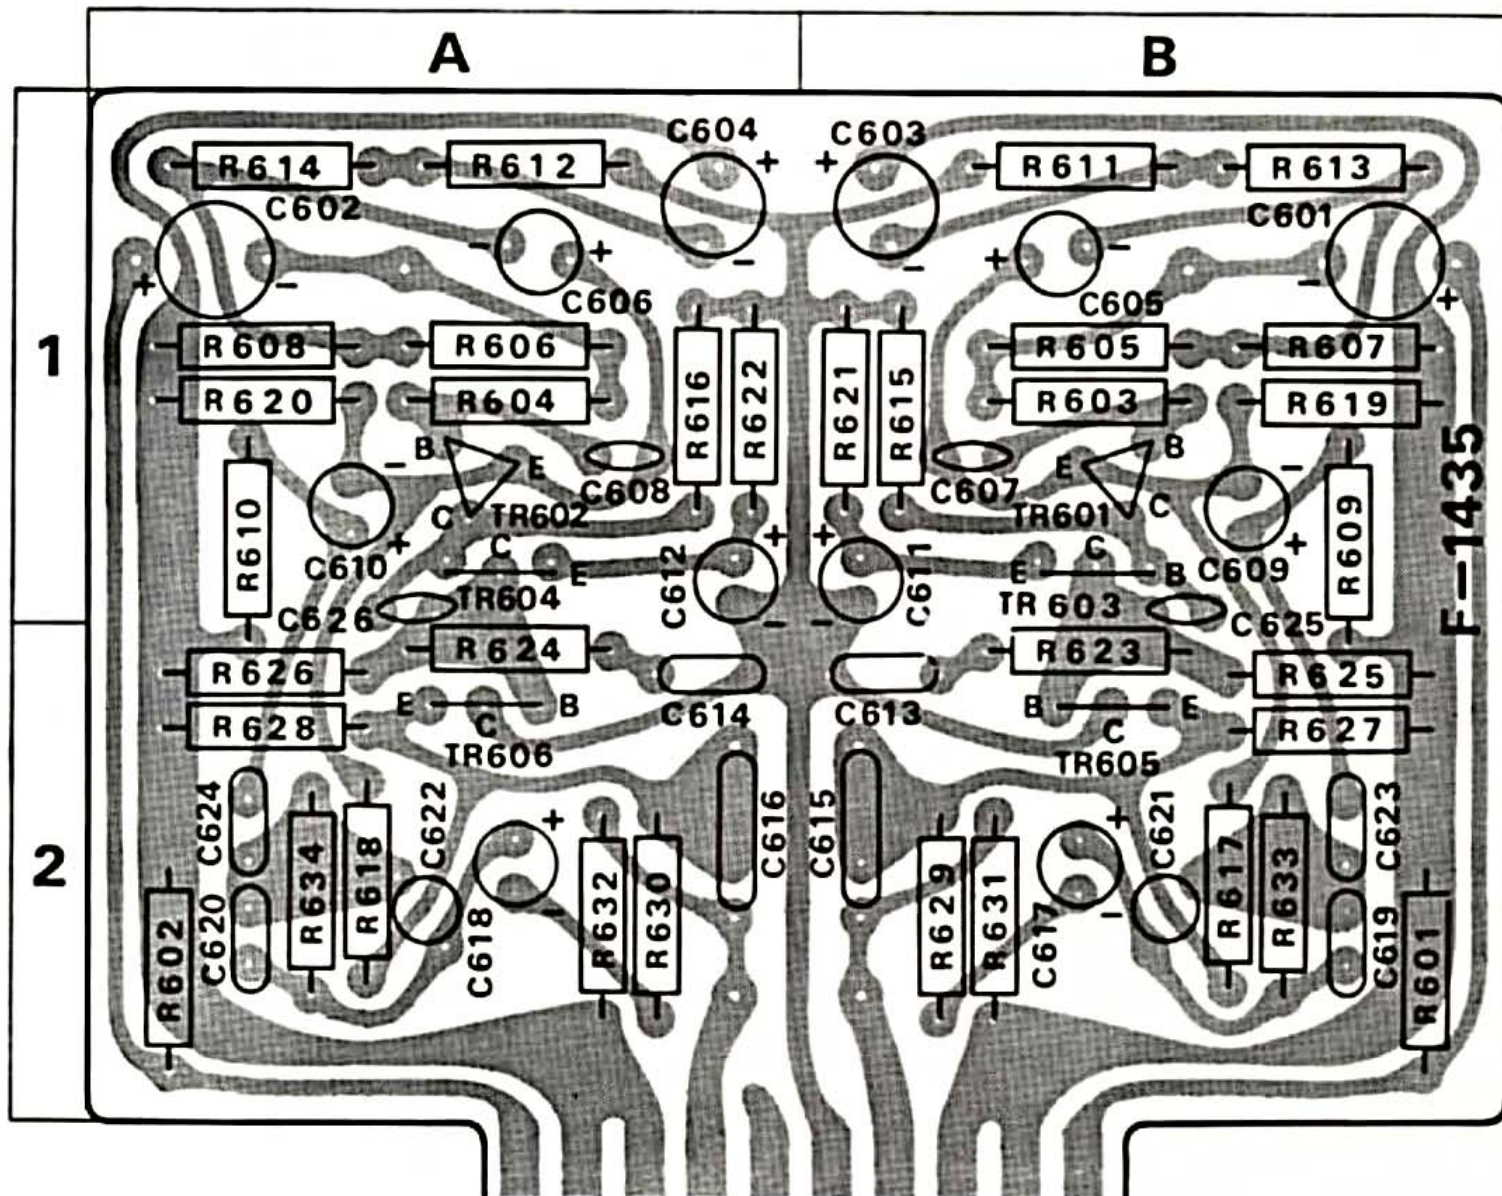 A B
C604 C603
R614 R612 R611 R613
C602 C601
C606 C605
1
R608 R606 R605 R607
R616 R622 R621 R615
R620 R604 R603 R619
B E E B
C608 C607
C TR602 TR601 C
F-1435
R610 R609
C610 C E C612 C611 E C B C609
C626 TR604 TR603 C625
R624 R623
R626 R625
E C B C614 C613 B C E
R628 R627
TR606 TR605
2
C624 C622 C616 C615 C621 C623
R634 R618 R632 R630 R629 R631 R617 R633
C620 C618 C617 C619
R602 R601